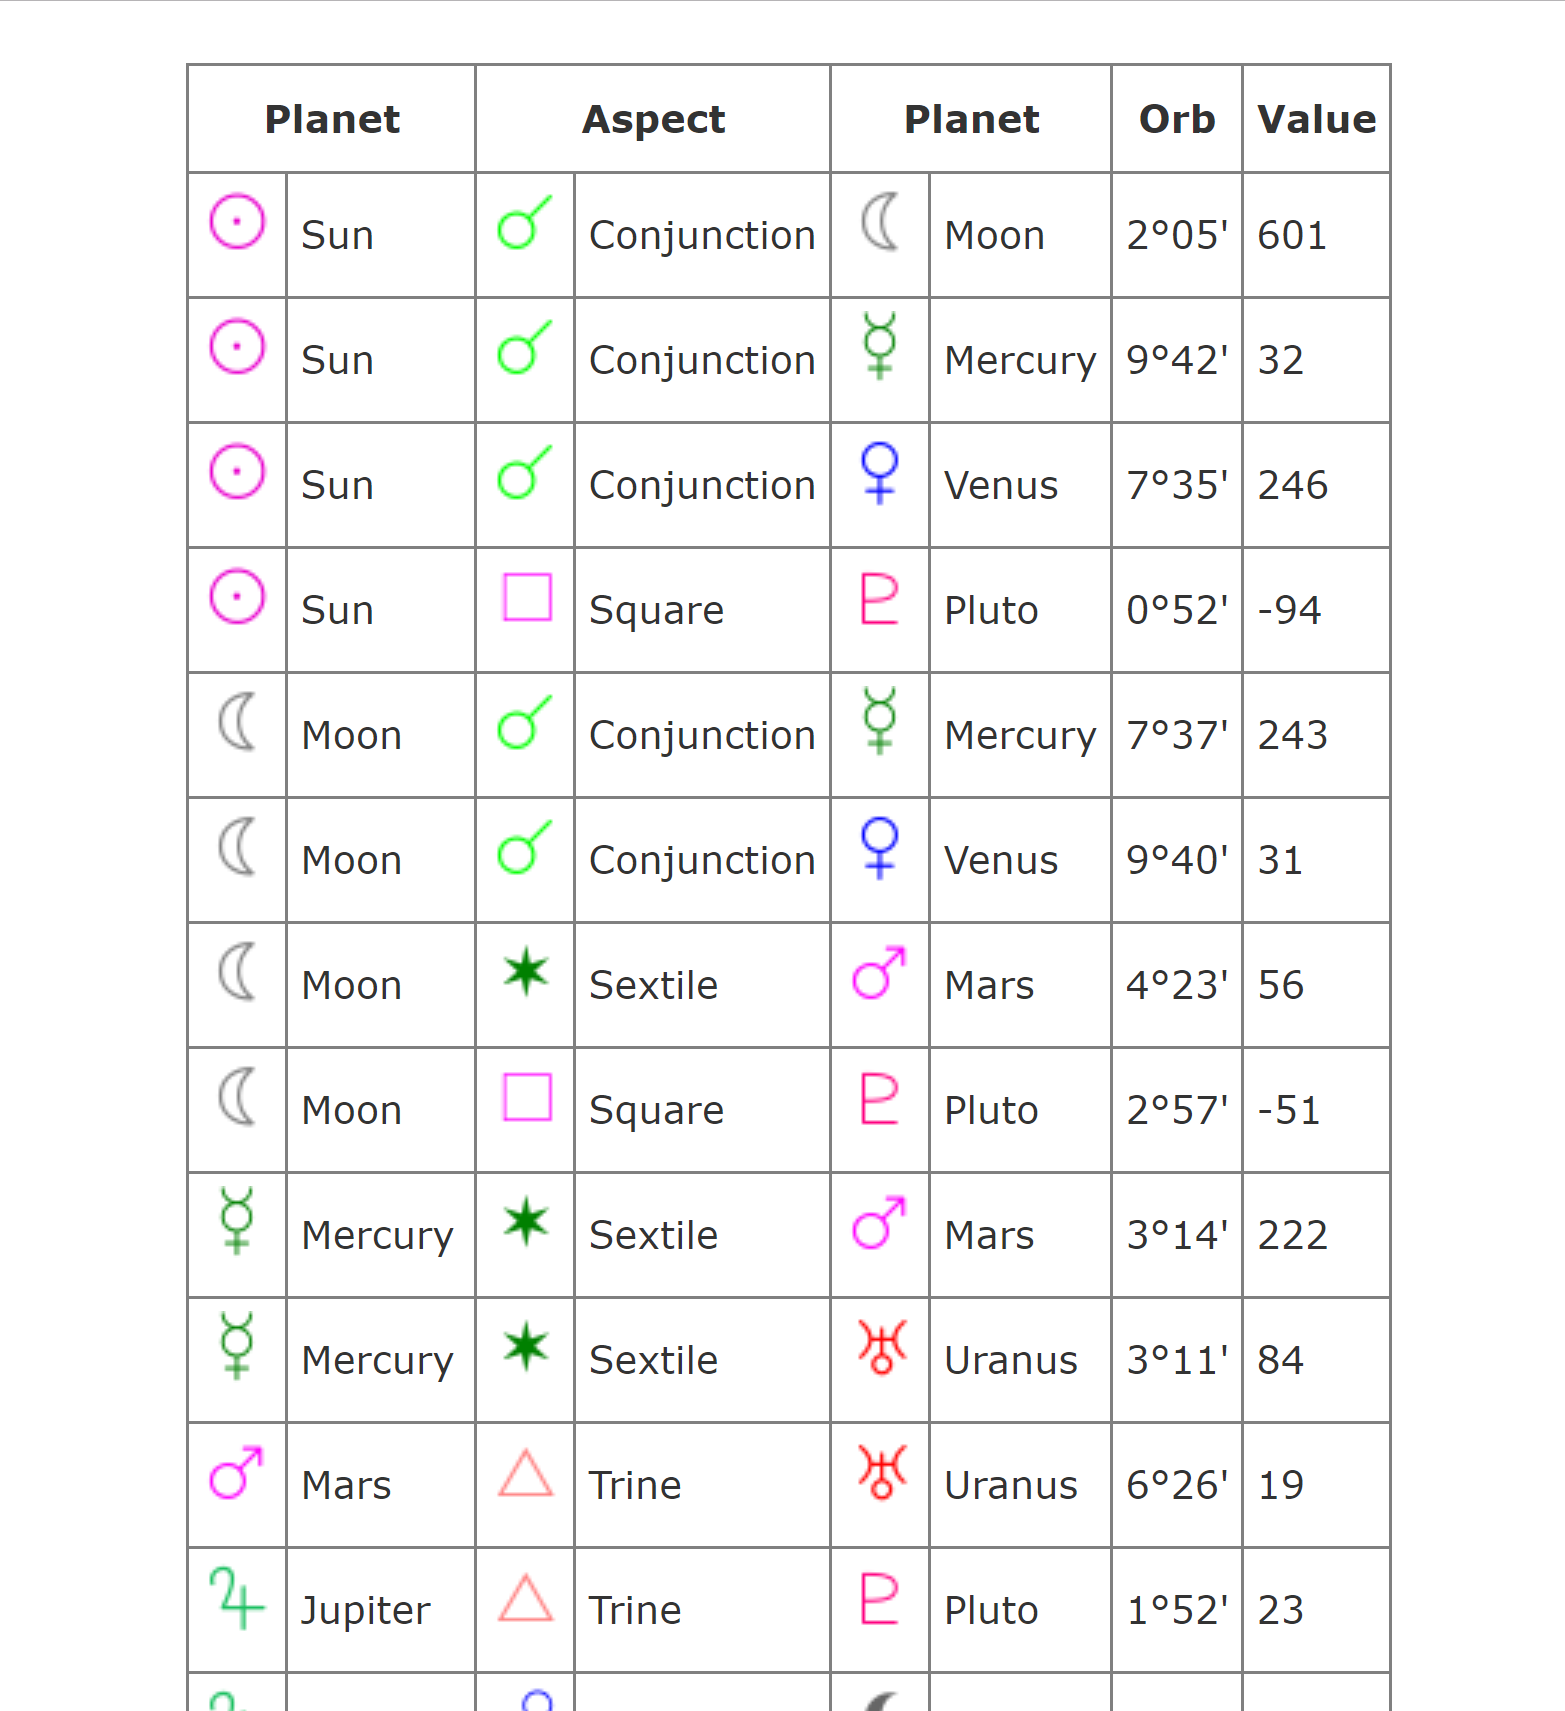 Planet Aspect Planet Orb Value
Sun Conjunction Moon 2°05' 601
Sun Conjunction Mercury 9°42' 32
Sun Conjunction Venus 7°35' 246
Sun Square Pluto 0°52' -94
Moon Conjunction Mercury 7°37' 243
Moon Conjunction Venus 9°40' 31
Moon Sextile Mars 4°23' 56
Moon Square Pluto 2°57' -51
Mercury Sextile Mars 3°14' 222
Mercury Sextile Uranus 3°11' 84
Mars Trine Uranus 6°26' 19
Jupiter Trine Pluto 1°52' 23